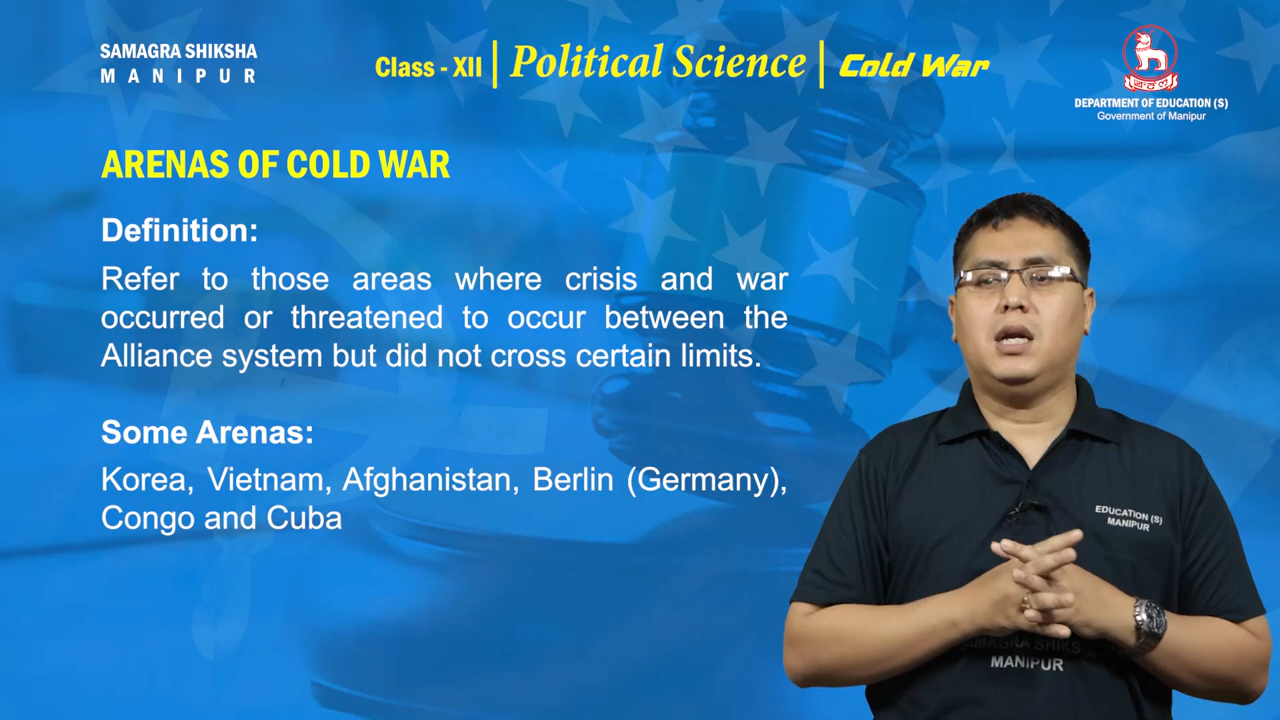 SAMAGRA SHIKSHA
MANIPUR
Class - XII | Political Science | Cold War
DEPARTMENT OF EDUCATION (S)
Government of Manipur
ARENAS OF COLD WAR
Definition:
Refer to those areas where crisis and war
occurred or threatened to occur between the
Alliance system but did not cross certain limits.
Some Arenas:
Korea, Vietnam, Afghanistan, Berlin (Germany),
Congo and Cuba
EDUCATION (S)
MANIPUR
MANIPUR